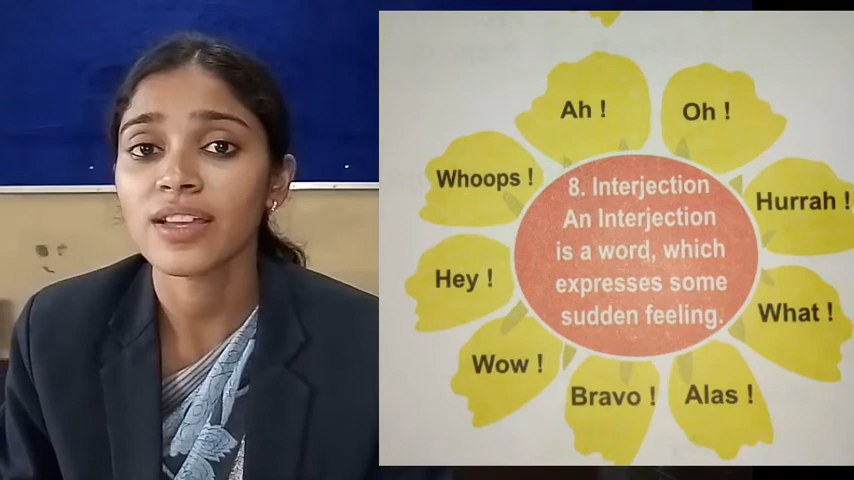 Ah !
Oh !
Whoops !
Hurrah !
Hey !
What !
Wow !
Bravo !
Alas !
8. Interjection
An Interjection
is a word, which
expresses some
sudden feeling.